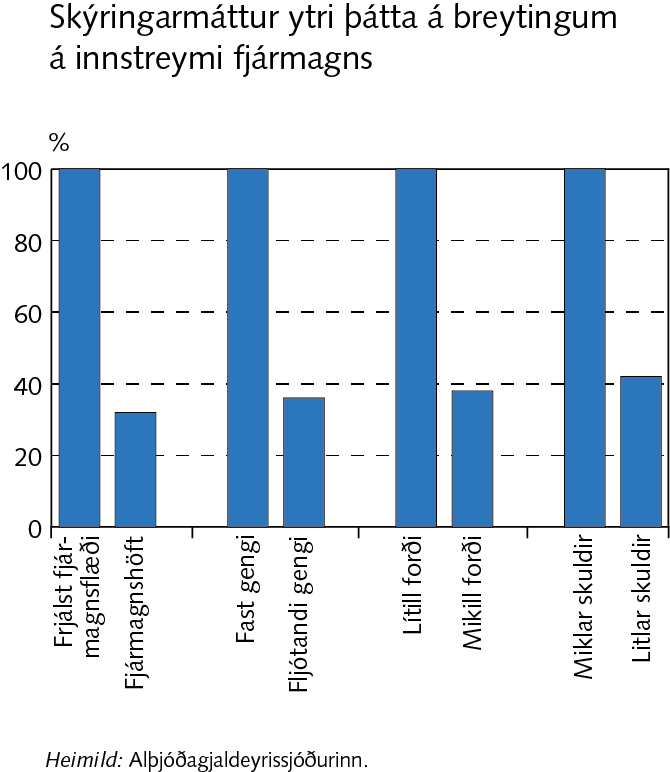 Skýringarmáttur ytri þátta á breytingum
á innstreymi fjármagns
%
100
80
60
40
20
0
Frjálst fjár-
magnsflæði
Fjármagnshöft
Fast gengi
Fljótandi gengi
Lítill forði
Mikill forði
Miklar skuldir
Litlar skuldir
Heimild: Alþjóðagjaldeyrissjóðurinn.